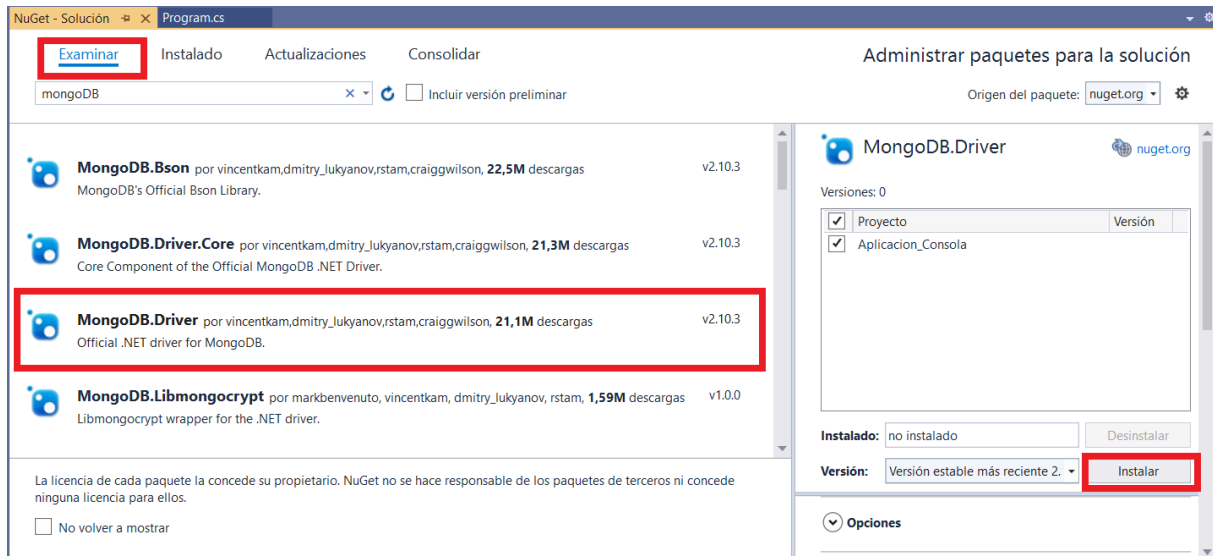 NuGet - Solución
Program.cs
Examinar Instalado Actualizaciones Consolidar
Administrar paquetes para la solución
mongoDB
Incluir versión preliminar
Origen del paquete: nuget.org
MongoDB.Bson por vincentkam,dmitry_lukyanov,rstam,craiggwilson, 22,5M descargas v2.10.3
MongoDB's Official Bson Library.
MongoDB.Driver.Core por vincentkam,dmitry_lukyanov,rstam,craiggwilson, 21,3M descargas v2.10.3
Core Component of the Official MongoDB .NET Driver.
MongoDB.Driver por vincentkam,dmitry_lukyanov,rstam,craiggwilson, 21,1M descargas v2.10.3
Official .NET driver for MongoDB.
MongoDB.Libmongocrypt por markbenvenuto, vincentkam, dmitry_lukyanov, rstam, 1,59M descargas v1.0.0
Libmongocrypt wrapper for the .NET driver.
La licencia de cada paquete la concede su propietario. NuGet no se hace responsable de los paquetes de terceros ni concede
ninguna licencia para ellos.
No volver a mostrar
MongoDB.Driver nuget.org
Versiones: 0
Proyecto Versión
Aplicacion_Consola
Instalado: no instalado Desinstalar
Versión: Versión estable más reciente 2. Instalar
Opciones